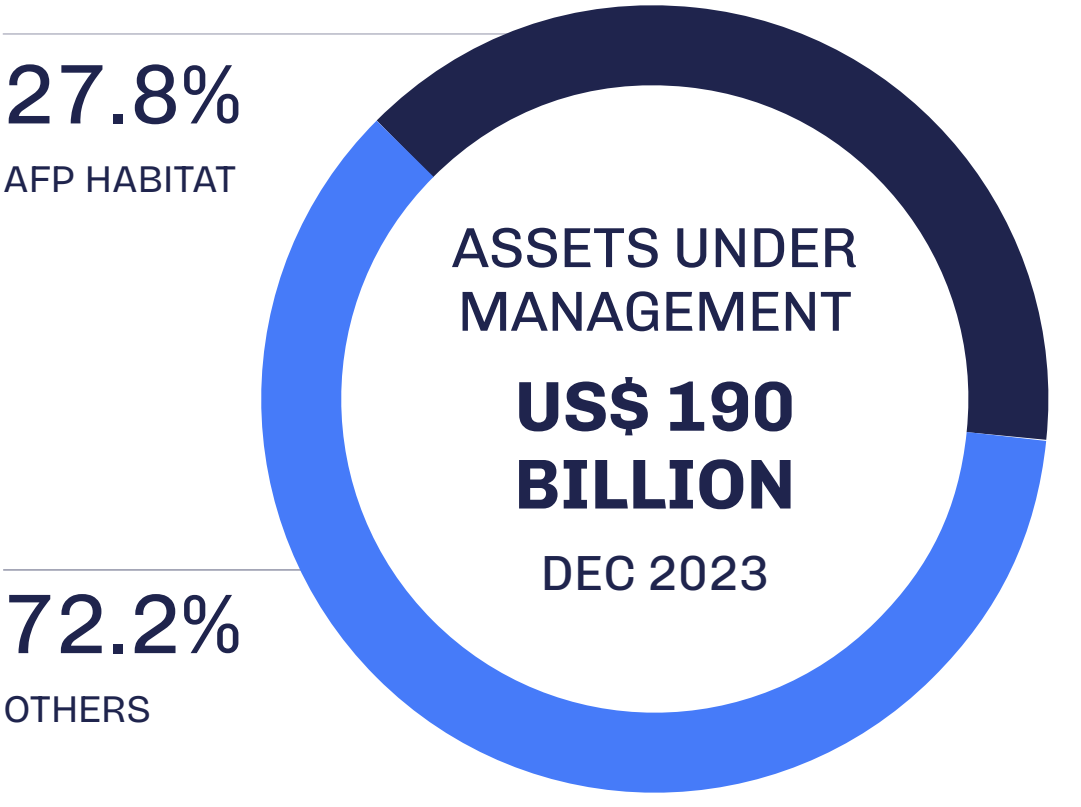 27.8%
AFP HABITAT
ASSETS UNDER
MANAGEMENT
US$ 190
BILLION
DEC 2023
72.2%
OTHERS